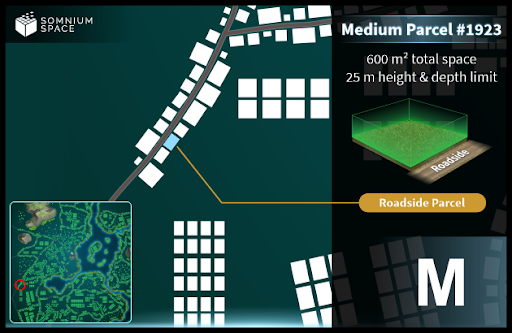 SOMNIUM
SPACE
Medium Parcel #1923
600 m² total space
25 m height & depth limit
Roadside
Roadside Parcel
M